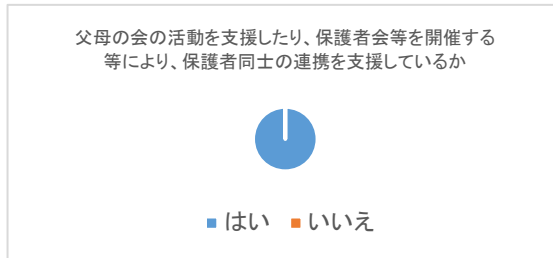 父母の会の活動を支援したり、保護者会等を開催する
等により、保護者同士の連携を支援しているか
はい いいえ